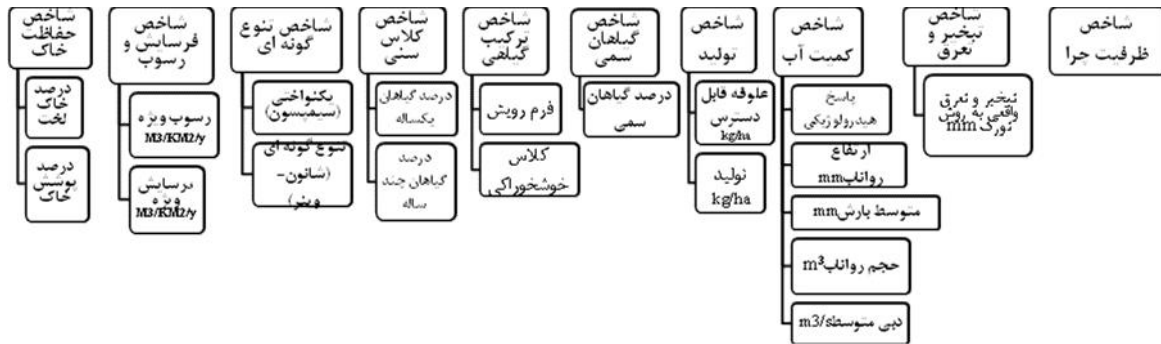 شاخص
ظرفیت چرا
شاخص
تبخیر و
تعرق
تبخیر و تعرق
واقعی به روش
تورک mm
شاخص
کمیت آب
پاسخ
هیدرولوژیکی
ارتفاع
رواناب mm
متوسط بارش mm
حجم رواناب m³
دبی متوسط m3/s
شاخص
تولید
علوفه قابل
دسترس
kg/ha
تولید
kg/ha
شاخص
گیاهان
سمی
درصد گیاهان
سمی
شاخص
ترکیب
گیاهی
فرم رویش
کلاس
خوشخوراکی
شاخص
کلاس
سنی
درصد گیاهان
یکساله
درصد
گیاهان چند
ساله
شاخص تنوع
گونه ای
یکنواختی
(سیمپسون)
تنوع گونه ای
(شانون-
وینر)
شاخص
فرسایش و
رسوب
رسوب ویژه
M3/KM2/y
فرسایش
ویژه
M3/KM2/y
شاخص
حفاظت
خاک
درصد
خاک
لخت
درصد
پوشش
خاک